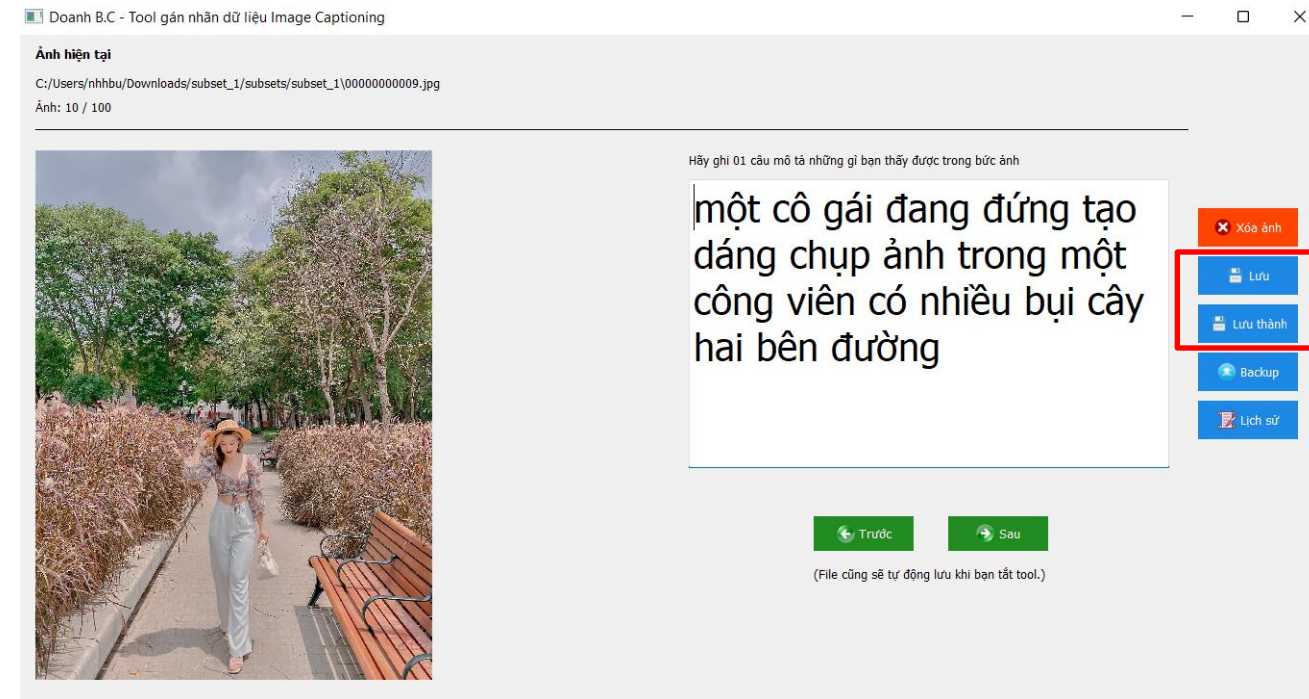 Doanh B.C - Tool gán nhãn dữ liệu Image Captioning
Ảnh hiện tại
C:/Users/nhhbu/Downloads/subset_1/subsets/subset_1\00000000009.jpg
Ảnh: 10 / 100
Hãy ghi 01 câu mô tả những gì bạn thấy được trong bức ảnh
một cô gái đang đứng tạo
dáng chụp ảnh trong một
công viên có nhiều bụi cây
hai bên đường
Xóa ảnh
Lưu
Lưu thành
Backup
Lịch sử
Trước
Sau
(File cũng sẽ tự động lưu khi bạn tắt tool.)